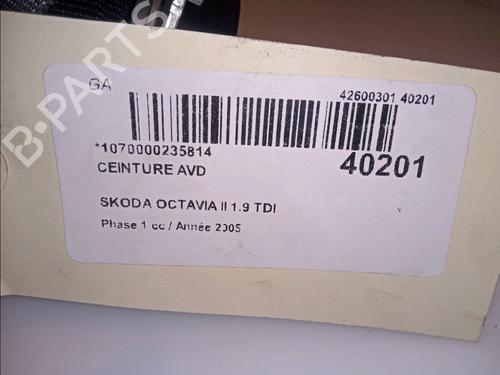 GA
42600301 40201
*1070000235814
40201
CEINTURE AVD
SKODA OCTAVIA II 1.9 TDI
Phase 1 cc / Année 2005
B-PARTS